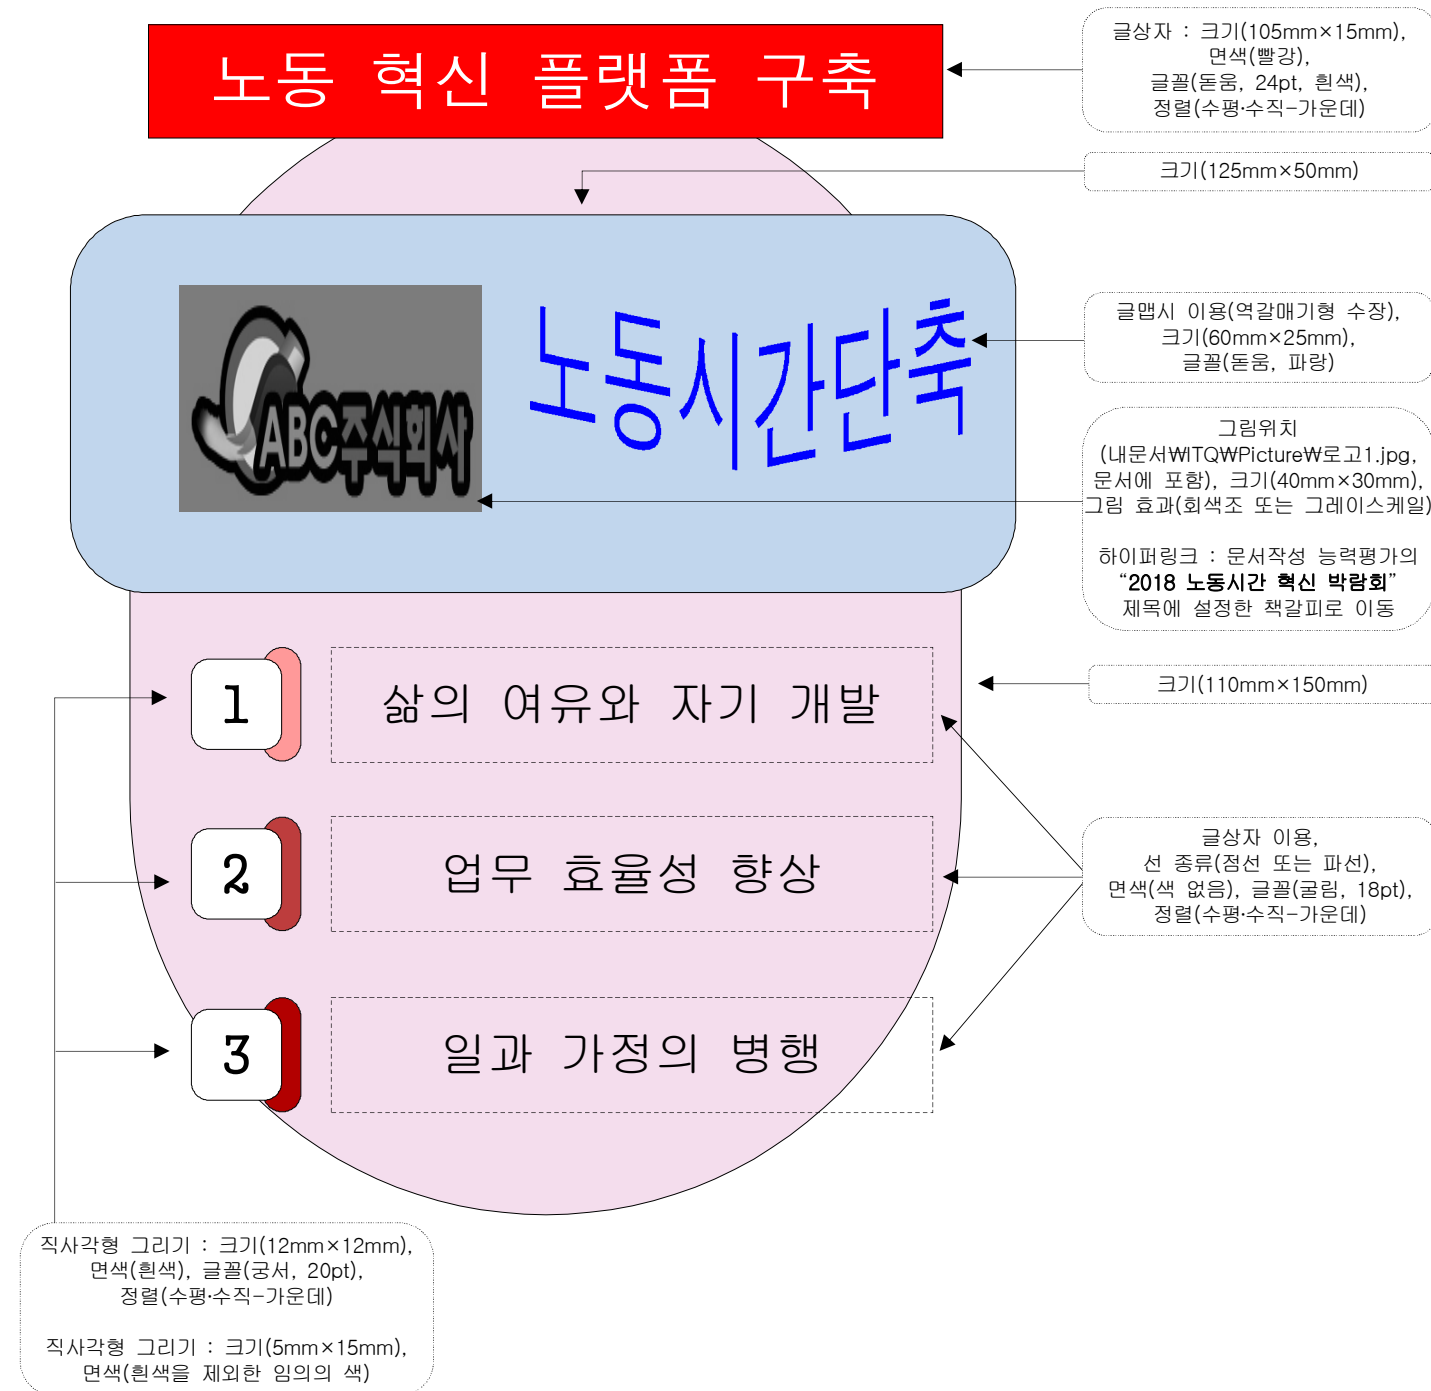 노동 혁신 플랫폼 구축
글상자 : 크기(105mm×15mm),
면색(빨강),
글꼴(돋움, 24pt, 흰색),
정렬(수평·수직-가운데)
크기(125mm×50mm)
ABC주식회사
노동시간단축
글맵시 이용(역갈매기형 수장),
크기(60mm×25mm),
글꼴(돋움, 파랑)
그림위치
(내문서₩ITQ₩Picture₩로고1.jpg,
문서에 포함), 크기(40mm×30mm),
그림 효과(회색조 또는 그레이스케일)
하이퍼링크 : 문서작성 능력평가의
“2018 노동시간 혁신 박람회”
제목에 설정한 책갈피로 이동
1
삶의 여유와 자기 개발
크기(110mm×150mm)
2
업무 효율성 향상
글상자 이용,
선 종류(점선 또는 파선),
면색(색 없음), 글꼴(굴림, 18pt),
정렬(수평·수직-가운데)
3
일과 가정의 병행
직사각형 그리기 : 크기(12mm×12mm),
면색(흰색), 글꼴(궁서, 20pt),
정렬(수평·수직-가운데)
직사각형 그리기 : 크기(5mm×15mm),
면색(흰색을 제외한 임의의 색)